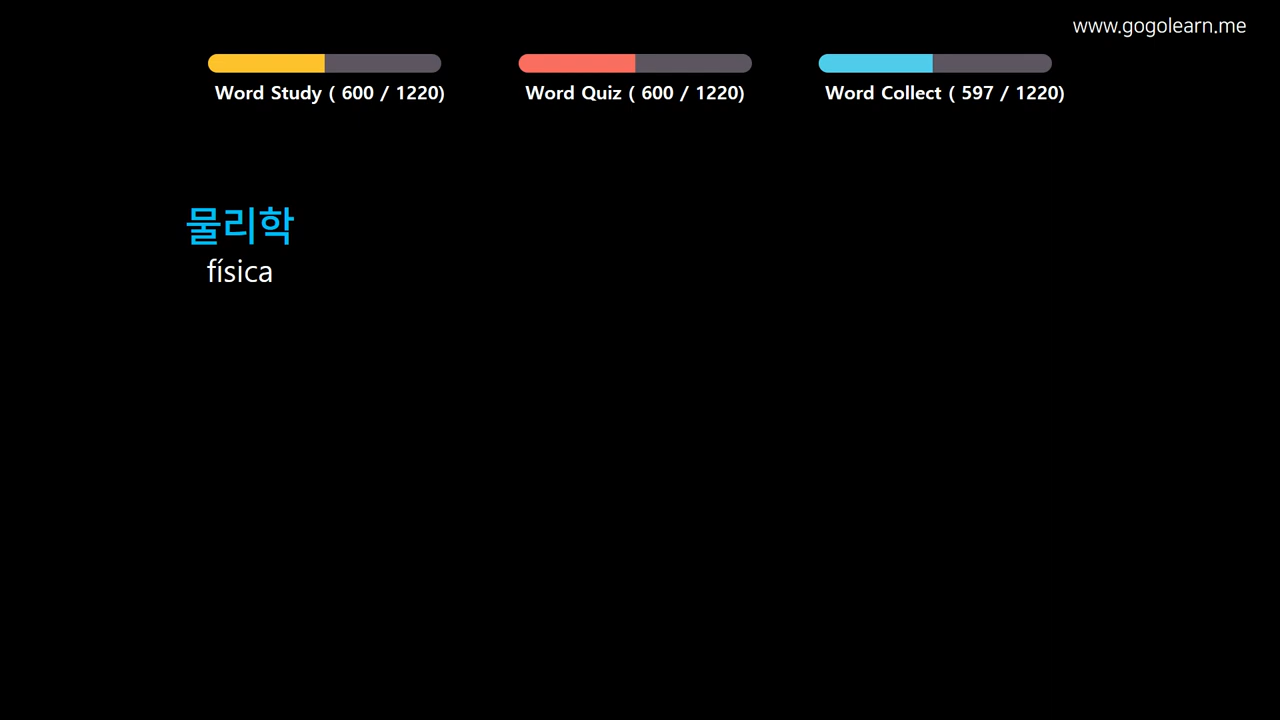 www.gogolearn.me
Word Study ( 600 / 1220)
Word Quiz ( 600 / 1220)
Word Collect ( 597 / 1220)
물리학
física